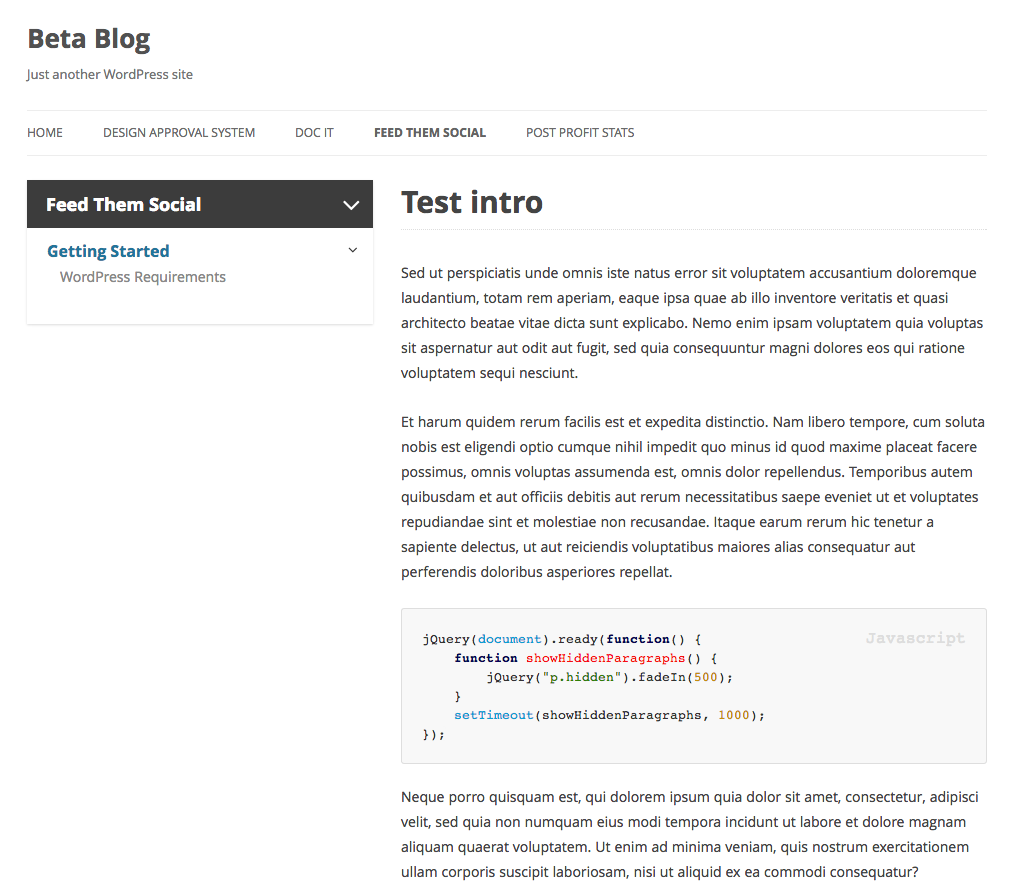 Beta Blog
Just another WordPress site
HOME DESIGN APPROVAL SYSTEM DOC IT FEED THEM SOCIAL POST PROFIT STATS
Feed Them Social
Getting Started
WordPress Requirements
Test intro
Sed ut perspiciatis unde omnis iste natus error sit voluptatem accusantium doloremque
laudantium, totam rem aperiam, eaque ipsa quae ab illo inventore veritatis et quasi
architecto beatae vitae dicta sunt explicabo. Nemo enim ipsam voluptatem quia voluptas
sit aspernatur aut odit aut fugit, sed quia consequuntur magni dolores eos qui ratione
voluptatem sequi nesciunt.
Et harum quidem rerum facilis est et expedita distinctio. Nam libero tempore, cum soluta
nobis est eligendi optio cumque nihil impedit quo minus id quod maxime placeat facere
possimus, omnis voluptas assumenda est, omnis dolor repellendus. Temporibus autem
quibusdam et aut officiis debitis aut rerum necessitatibus saepe eveniet ut et voluptates
repudiandae sint et molestiae non recusandae. Itaque earum rerum hic tenetur a
sapiente delectus, ut aut reiciendis voluptatibus maiores alias consequatur aut
perferendis doloribus asperiores repellat.
Javascript
jQuery(document).ready(function() {
    function showHiddenParagraphs() {
        jQuery("p.hidden").fadeIn(500);
    }
    setTimeout(showHiddenParagraphs, 1000);
});
Neque porro quisquam est, qui dolorem ipsum quia dolor sit amet, consectetur, adipisci
velit, sed quia non numquam eius modi tempora incidunt ut labore et dolore magnam
aliquam quaerat voluptatem. Ut enim ad minima veniam, quis nostrum exercitationem
ullam corporis suscipit laboriosam, nisi ut aliquid ex ea commodi consequatur?